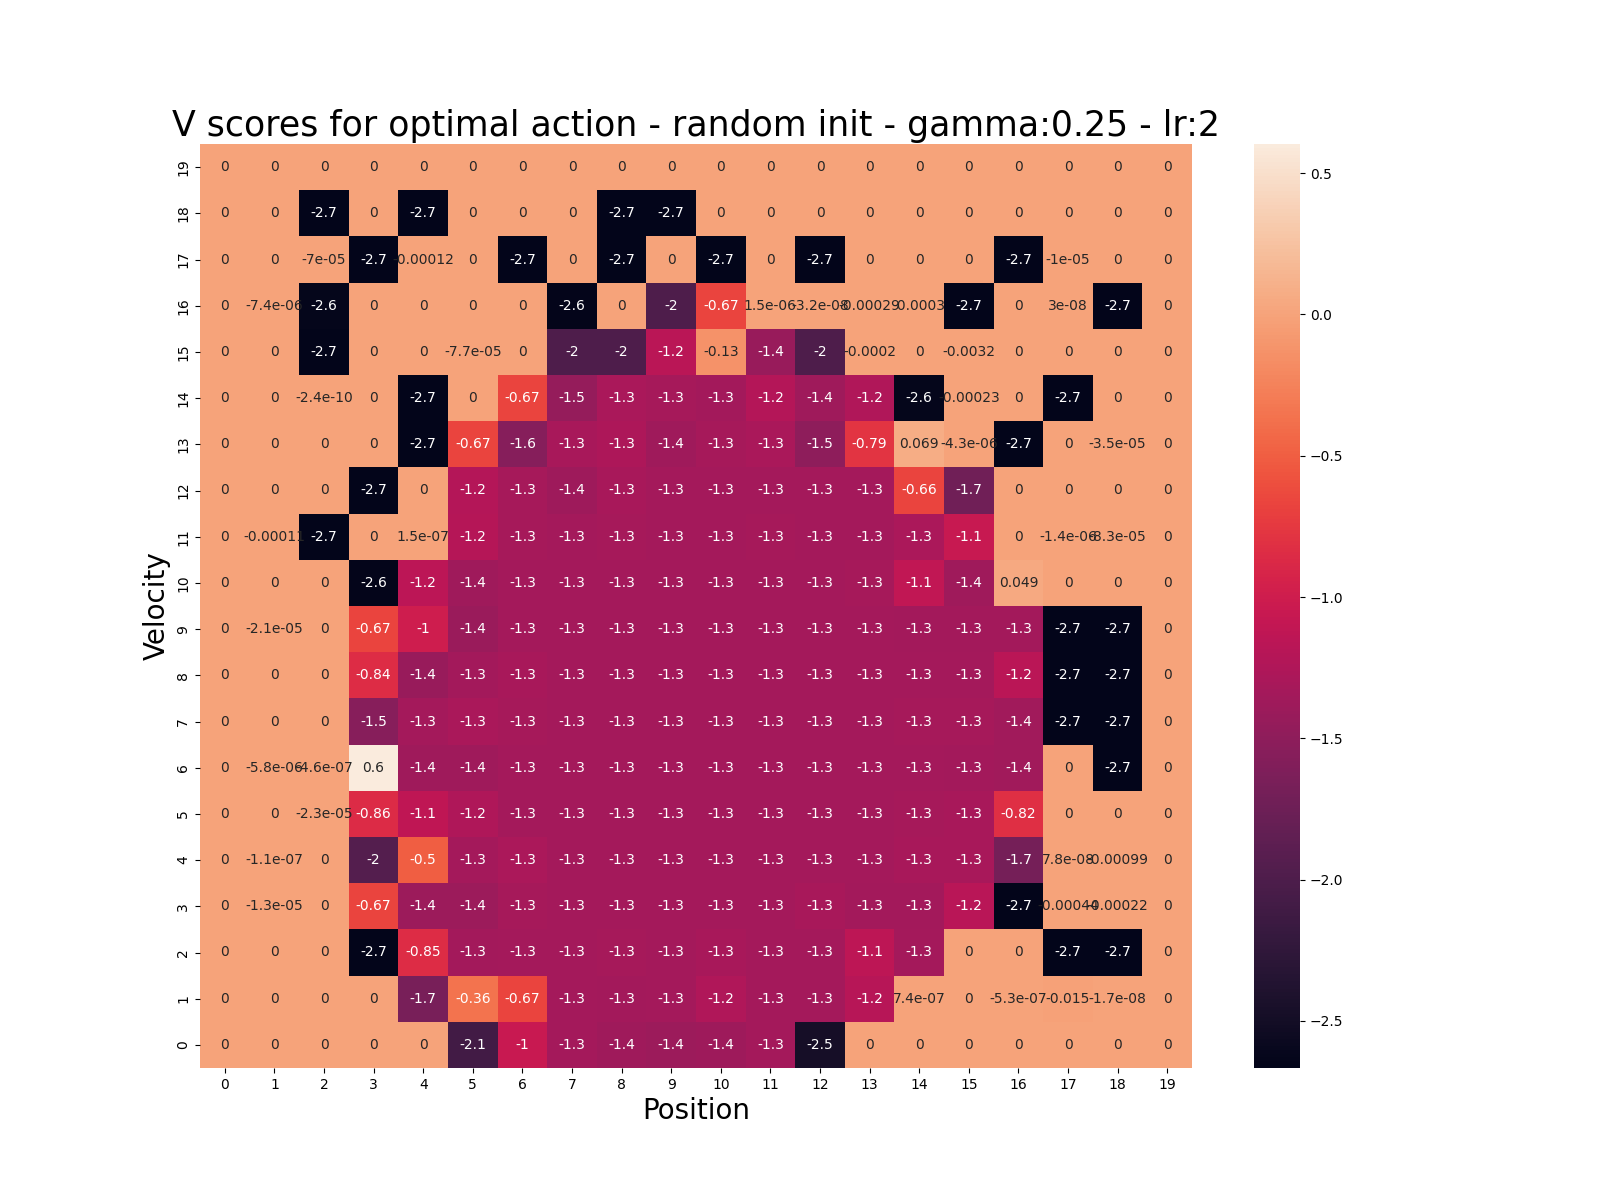 V scores for optimal action - random init - gamma:0.25 - lr:2
19 0 0 0 0 0 0 0 0 0 0 0 0 0 0 0 0 0 0 0 0
18 0 0 -2.7 0 -2.7 0 0 0 -2.7 -2.7 0 0 0 0 0 0 0 0 0 0
17 0 0 -7e-05 -2.7 -0.00012 0 -2.7 0 -2.7 0 -2.7 0 -2.7 0 0 0 -2.7 -1e-05 0 0
16 0 -7.4e-06 -2.6 0 0 0 0 -2.6 0 -2 -0.67 1.5e-06 -3.2e-08 -0.00029 -2.7 0 3e-08 -2.7 0
15 0 0 -2.7 0 0 -7.7e-05 0 -2 -2 -1.2 -0.13 -1.4 -2 -0.0002 0 -0.0032 0 0 0 0
14 0 0 -2.4e-10 0 -2.7 0 -0.67 -1.5 -1.3 -1.3 -1.3 -1.2 -1.4 -1.2 -2.6 -0.00023 0 -2.7 0 0
13 0 0 0 0 -2.7 -0.67 -1.6 -1.3 -1.3 -1.4 -1.3 -1.3 -1.5 -0.79 0.069 -4.3e-06 -2.7 0 -3.5e-05 0
12 0 0 0 -2.7 0 -1.2 -1.3 -1.4 -1.3 -1.3 -1.3 -1.3 -1.3 -1.3 -0.66 -1.7 0 0 0 0
11 0 -0.00011 -2.7 0 1.5e-07 -1.2 -1.3 -1.3 -1.3 -1.3 -1.3 -1.3 -1.3 -1.3 -1.3 -1.1 0 -1.4e-06 0
10 0 0 0 -2.6 -1.2 -1.4 -1.3 -1.3 -1.3 -1.3 -1.3 -1.3 -1.3 -1.3 -1.1 -1.4 0.049 0 0 0
9 0 -2.1e-05 0 -0.67 -1 -1.4 -1.3 -1.3 -1.3 -1.3 -1.3 -1.3 -1.3 -1.3 -1.3 -1.3 -1.3 -2.7 -2.7 0
8 0 0 0 -0.84 -1.4 -1.3 -1.3 -1.3 -1.3 -1.3 -1.3 -1.3 -1.3 -1.3 -1.3 -1.3 -1.2 -2.7 -2.7 0
7 0 0 0 -1.5 -1.3 -1.3 -1.3 -1.3 -1.3 -1.3 -1.3 -1.3 -1.3 -1.3 -1.3 -1.3 -1.4 -2.7 -2.7 0
6 0 -5.8e-06 0.6 -1.4 -1.4 -1.3 -1.3 -1.3 -1.3 -1.3 -1.3 -1.3 -1.3 -1.3 -1.3 -1.4 0 -2.7 0
5 0 0 -2.3e-05 -0.86 -1.1 -1.2 -1.3 -1.3 -1.3 -1.3 -1.3 -1.3 -1.3 -1.3 -1.3 -1.3 -0.82 0 0 0
4 0 -1.1e-07 0 -2 -0.5 -1.3 -1.3 -1.3 -1.3 -1.3 -1.3 -1.3 -1.3 -1.3 -1.3 -1.3 -1.7 7.8e-08 -0.00099 0
3 0 -1.3e-05 0 -0.67 -1.4 -1.4 -1.3 -1.3 -1.3 -1.3 -1.3 -1.3 -1.3 -1.3 -1.3 -1.2 -2.7 -0.00022 0
2 0 0 0 -2.7 -0.85 -1.3 -1.3 -1.3 -1.3 -1.3 -1.3 -1.3 -1.3 -1.1 -1.3 0 0 -2.7 -2.7 0
1 0 0 0 0 -1.7 -0.36 -0.67 -1.3 -1.3 -1.3 -1.2 -1.3 -1.3 -1.2 7.4e-07 0 -5.3e-07 -0.015 -1.7e-08 0
0 0 0 0 0 0 -2.1 -1 -1.3 -1.4 -1.4 -1.4 -1.3 -2.5 0 0 0 0 0 0 0
0 1 2 3 4 5 6 7 8 9 10 11 12 13 14 15 16 17 18 19
Position
Velocity
0.5
0.0
−0.5
−1.0
−1.5
−2.0
−2.5